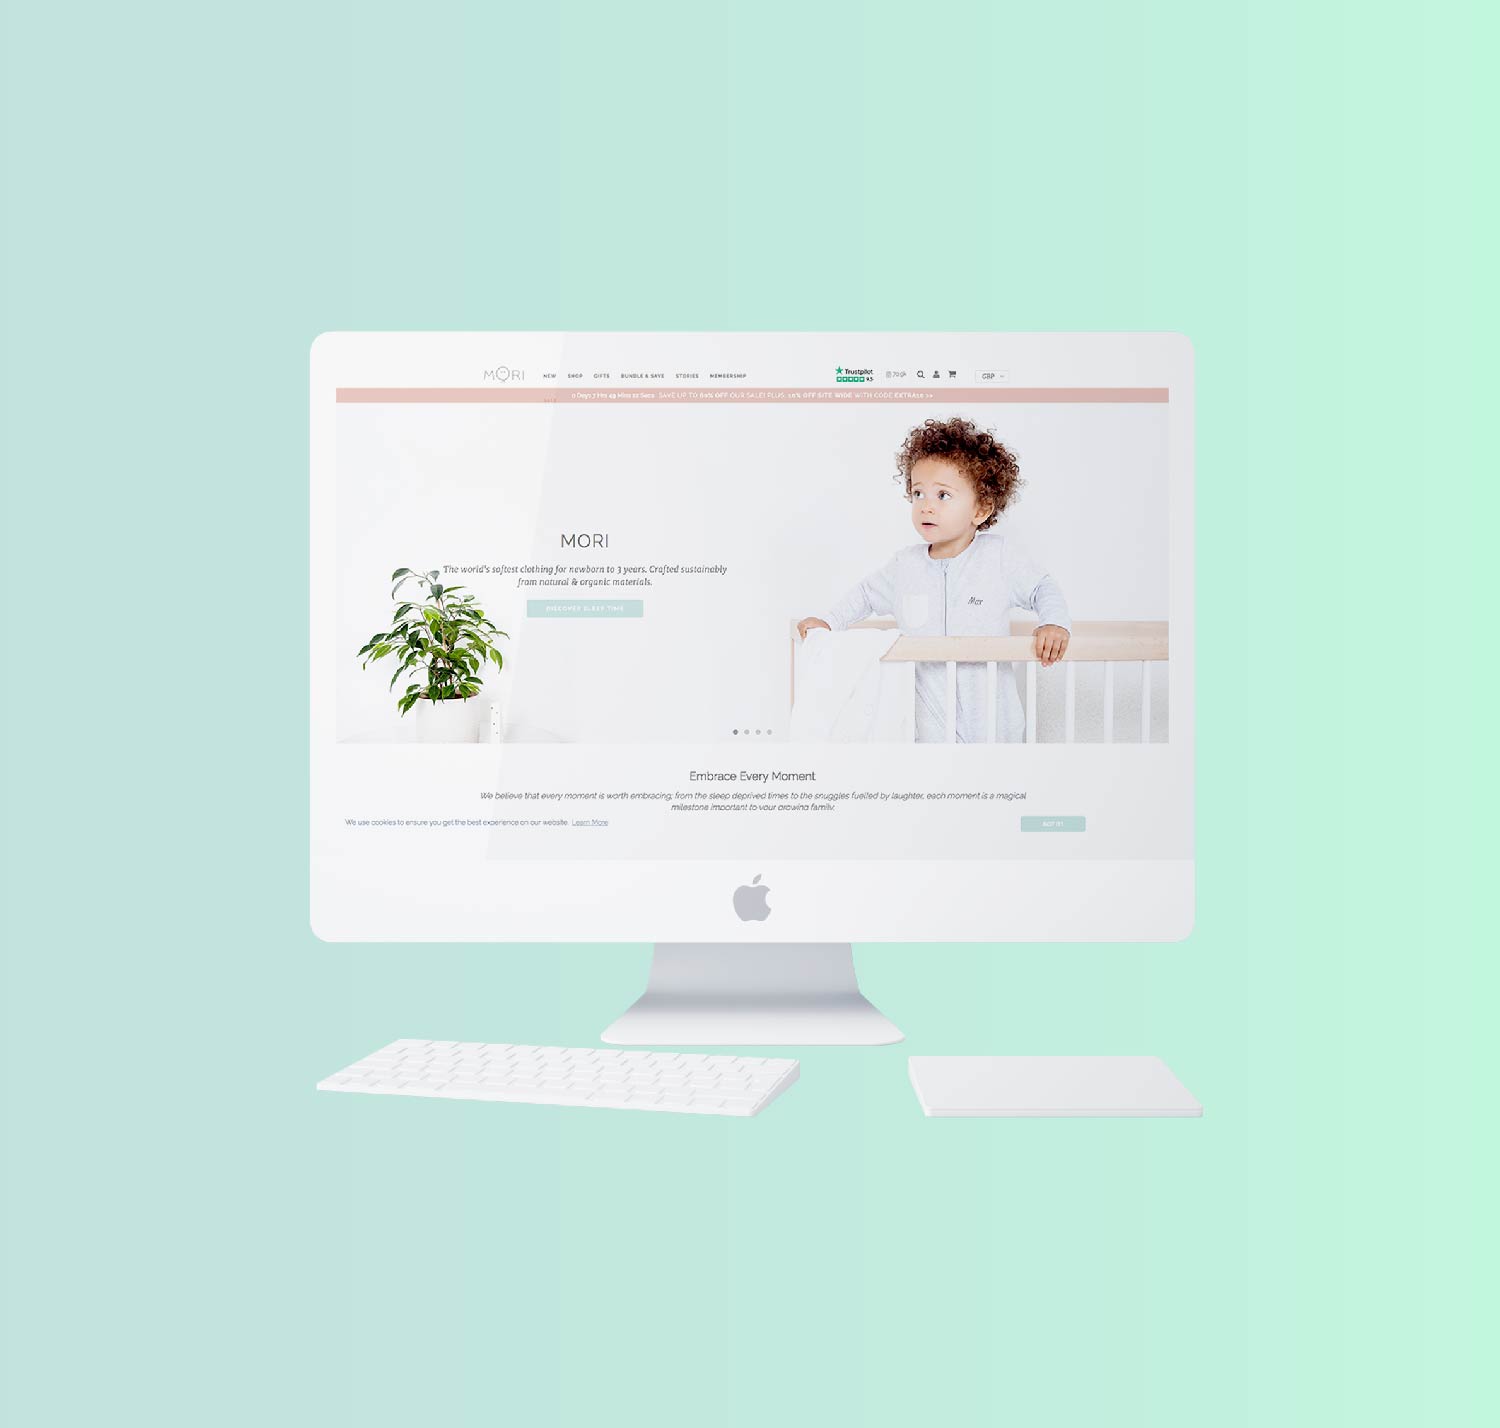 MORI
NEW SHOP GIFTS BUNDLE & SAVE STORIES MEMBERSHIP
Trustpilot
9.5
GBP
SALE
0 Days 7 Hrs 49 Mins 22 Secs SAVE UP TO 60% OFF OUR SALE! PLUS, 10% OFF SITE WIDE WITH CODE EXTRA10 >>
MORI
The world's softest clothing for newborn to 3 years. Crafted sustainably
from natural & organic materials.
DISCOVER SLEEP TIME
Embrace Every Moment
We believe that every moment is worth embracing; from the sleep deprived times to the snuggles fuelled by laughter, each moment is a magical
milestone important to your growing family.
We use cookies to ensure you get the best experience on our website. Learn More
GOT IT!